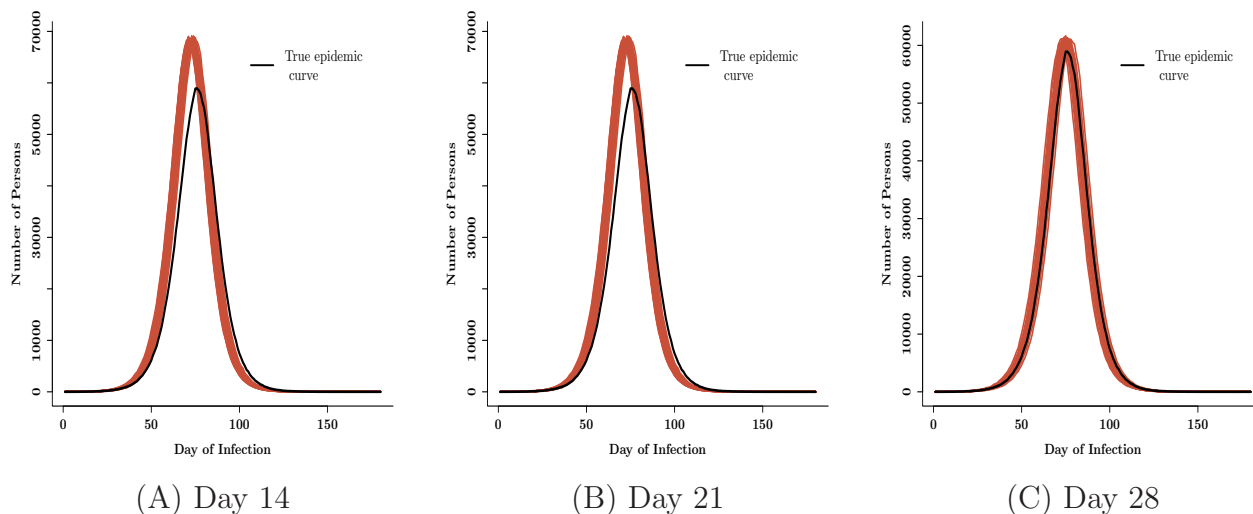 70000
50000
30000
10000
0
Number of Persons
True epidemic
curve
0 50 100 150
Day of Infection
(A) Day 14
70000
50000
30000
10000
0
Number of Persons
True epidemic
curve
0 50 100 150
Day of Infection
(B) Day 21
60000
50000
40000
30000
20000
10000
0
Number of Persons
True epidemic
curve
0 50 100 150
Day of Infection
(C) Day 28